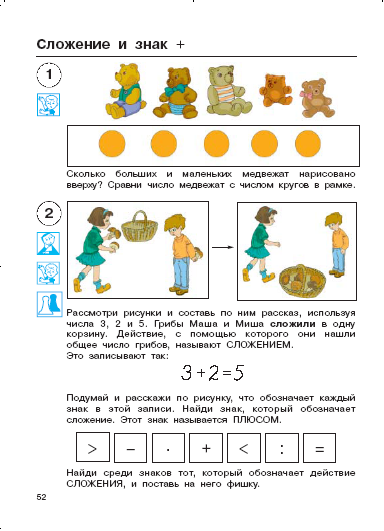 Сложение и знак +
1
Сколько больших и маленьких медвежат нарисовано
вверху? Сравни число медвежат с числом кругов в рамке.
2
Рассмотри рисунки и составь по ним рассказ, используя
числа 3, 2 и 5. Грибы Маша и Миша сложили в одну
корзину. Действие, с помощью которого они нашли
общее число грибов, называют СЛОЖЕНИЕМ.
Это записывают так:
3+2=5
Подумай и расскажи по рисунку, что обозначает каждый
знак в этой записи. Найди знак, который обозначает
сложение. Этот знак называется ПЛЮСОМ.
> − · + < : =
Найди среди знаков тот, который обозначает действие
СЛОЖЕНИЯ, и поставь на него фишку.
52